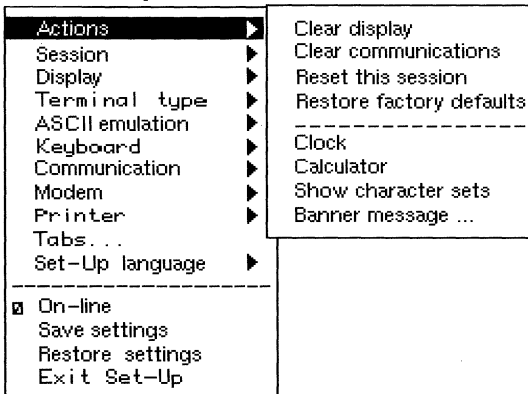 Actions
Session
Display
Terminal type
ASCII emulation
Keyboard
Communication
Modem
Printer
Tabs...
Set-Up language
On-line
Save settings
Restore settings
Exit Set-Up
Clear display
Clear communications
Reset this session
Restore factory defaults
Clock
Calculator
Show character sets
Banner message ...